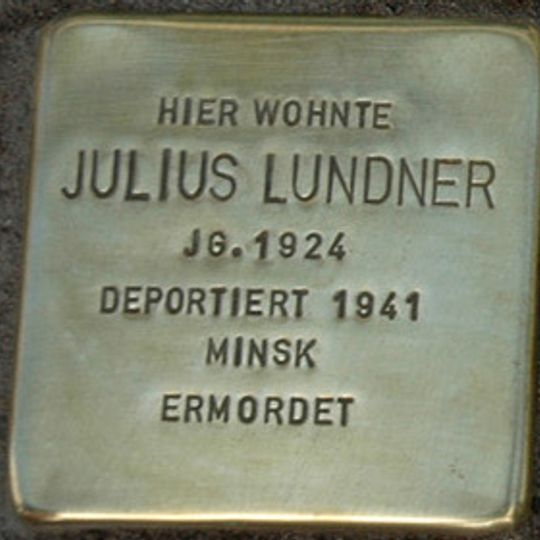 HIER WOHNTE
JULIUS LUNDNER
JG. 1924
DEPORTIERT 1941
MINSK
ERMORDET